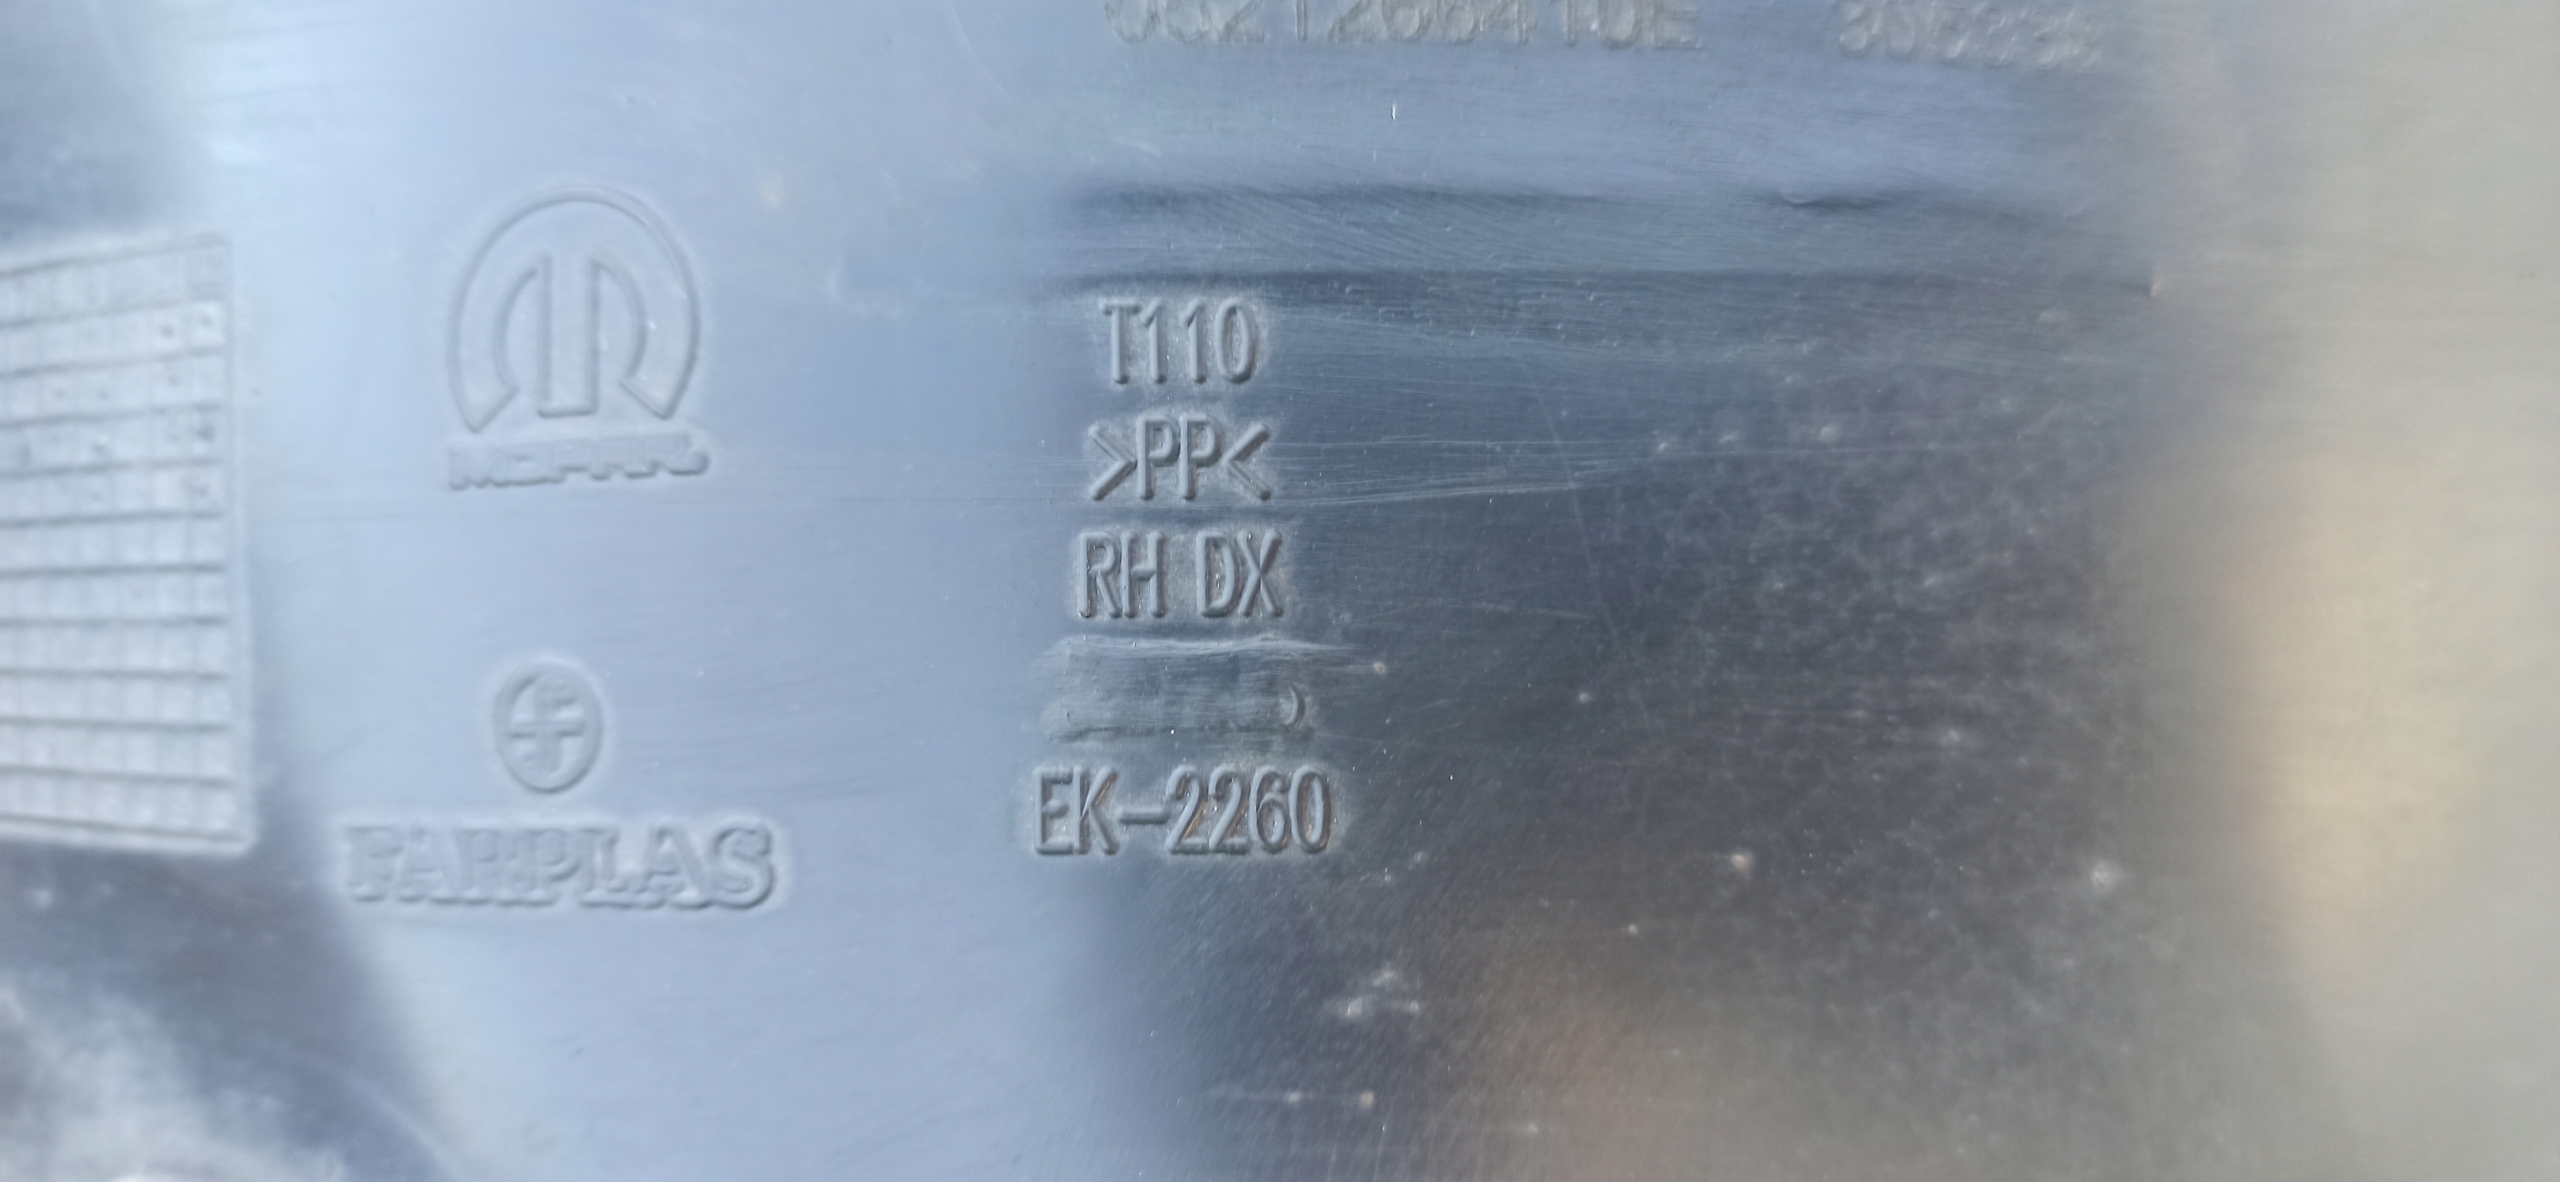 T110
>PP<
RH DX
EK-2260
MOPAR
FARPLAS